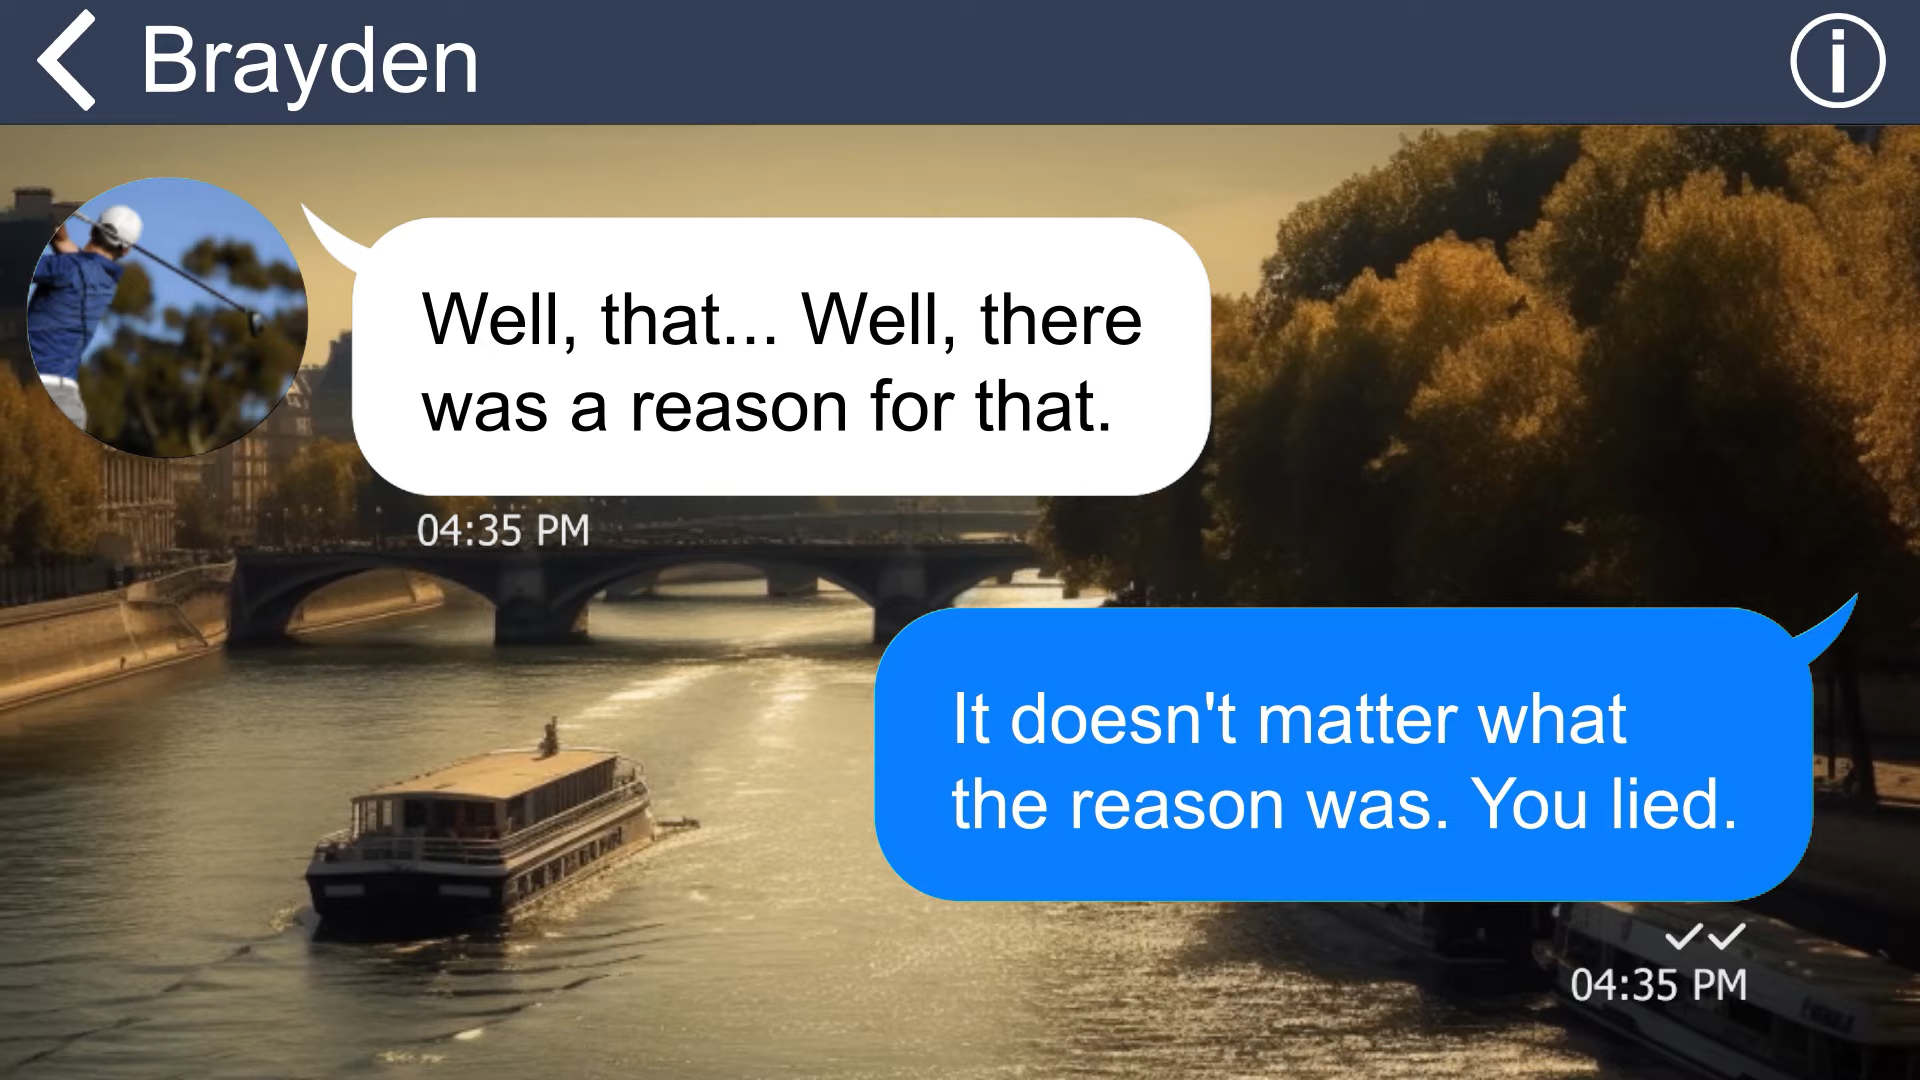 Brayden
Well, that... Well, there
was a reason for that.
04:35 PM
It doesn't matter what
the reason was. You lied.
04:35 PM